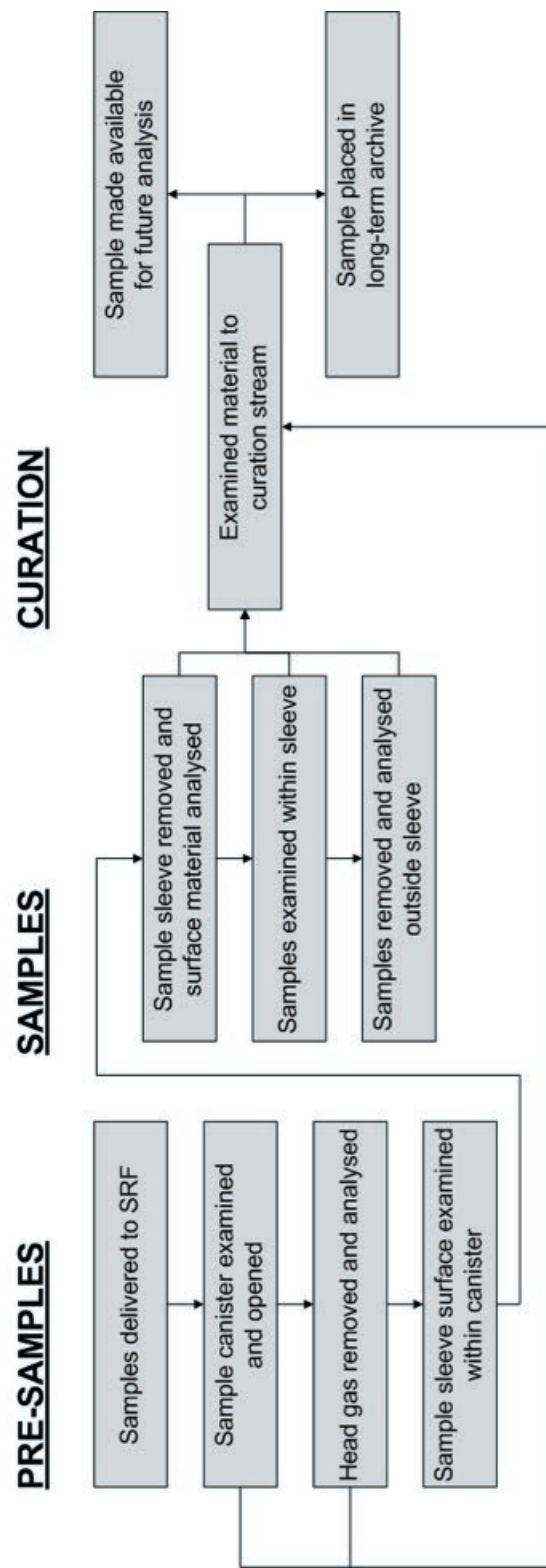 PRE-SAMPLES
Samples delivered to SRF
Sample canister examined
and opened
Head gas removed and analysed
Sample sleeve surface examined
within canister
SAMPLES
Sample sleeve removed and
surface material analysed
Samples examined within sleeve
Samples removed and analysed
outside sleeve
CURATION
Examined material to
curation stream
Sample made available
for future analysis
Sample placed in
long-term archive